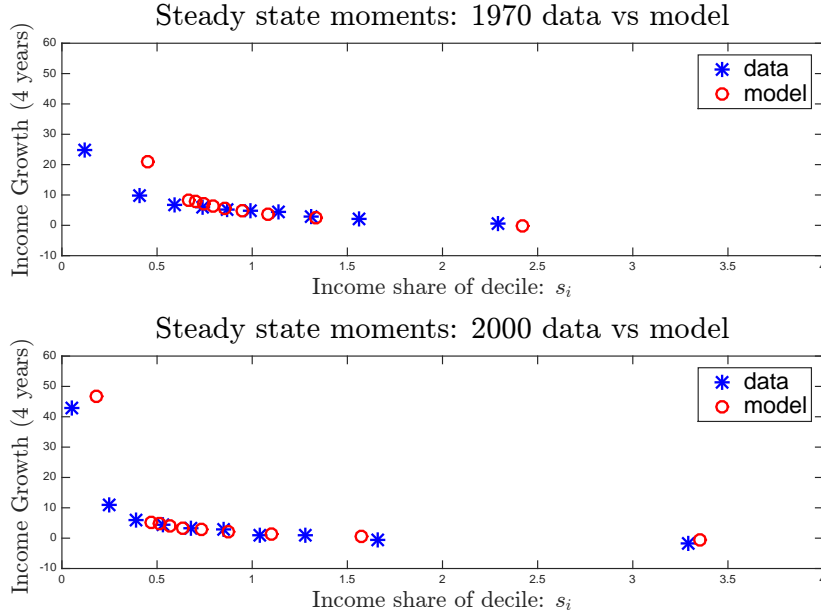 Steady state moments: 1970 data vs model
Income Growth (4 years)
60
50
40
30
20
10
0
-10
data
model
0 0.5 1 1.5 2 2.5 3 3.5 4
Income share of decile: s_i
Steady state moments: 2000 data vs model
Income Growth (4 years)
60
50
40
30
20
10
0
-10
data
model
0 0.5 1 1.5 2 2.5 3 3.5 4
Income share of decile: s_i